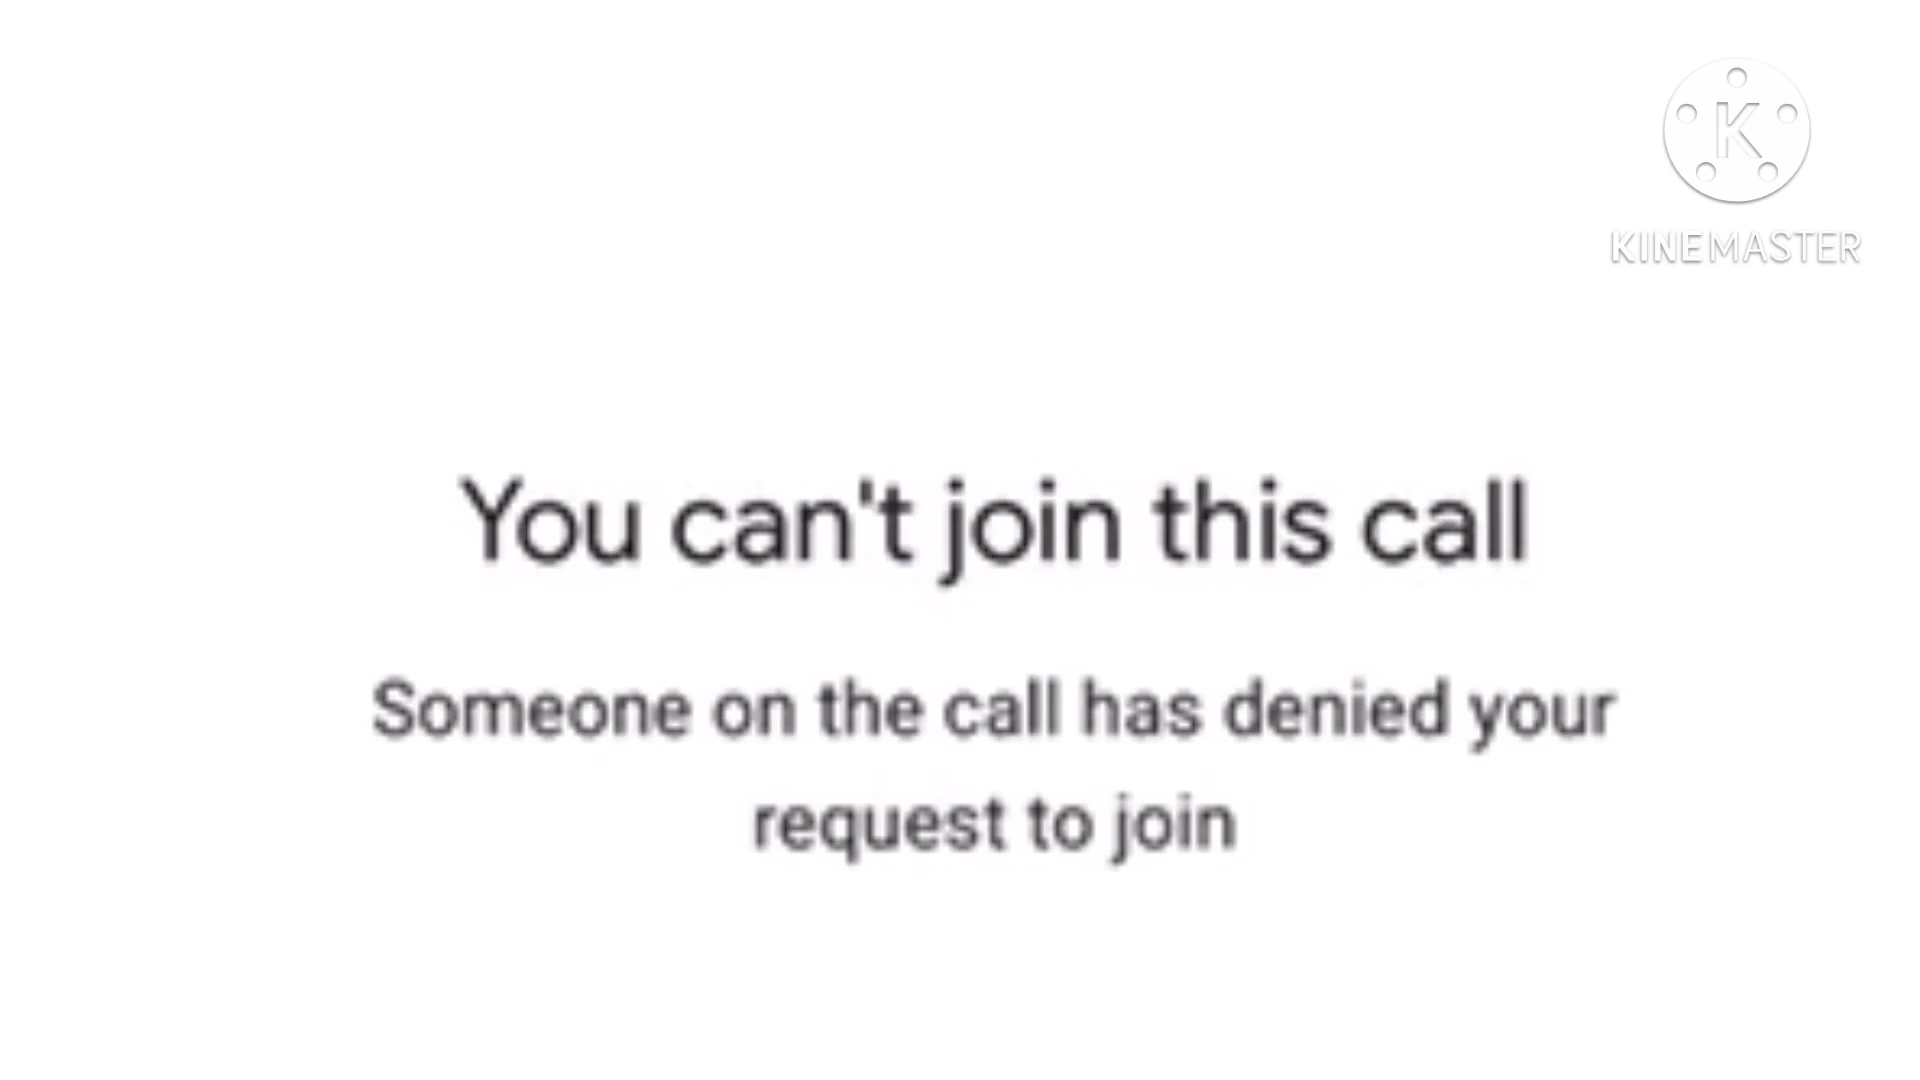 K
KINEMASTER
You can't join this call
Someone on the call has denied your
request to join